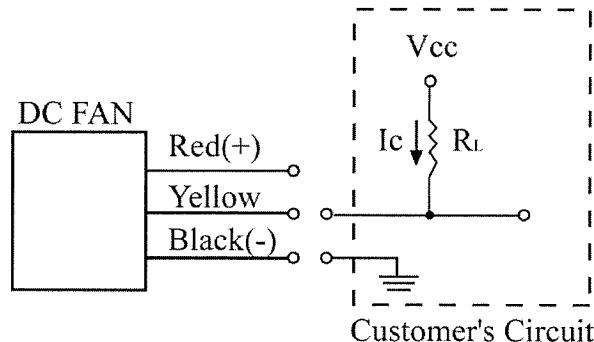 Vcc
DC FAN
Red(+)
Ic
RL
Yellow
Black(-)
Customer's Circuit